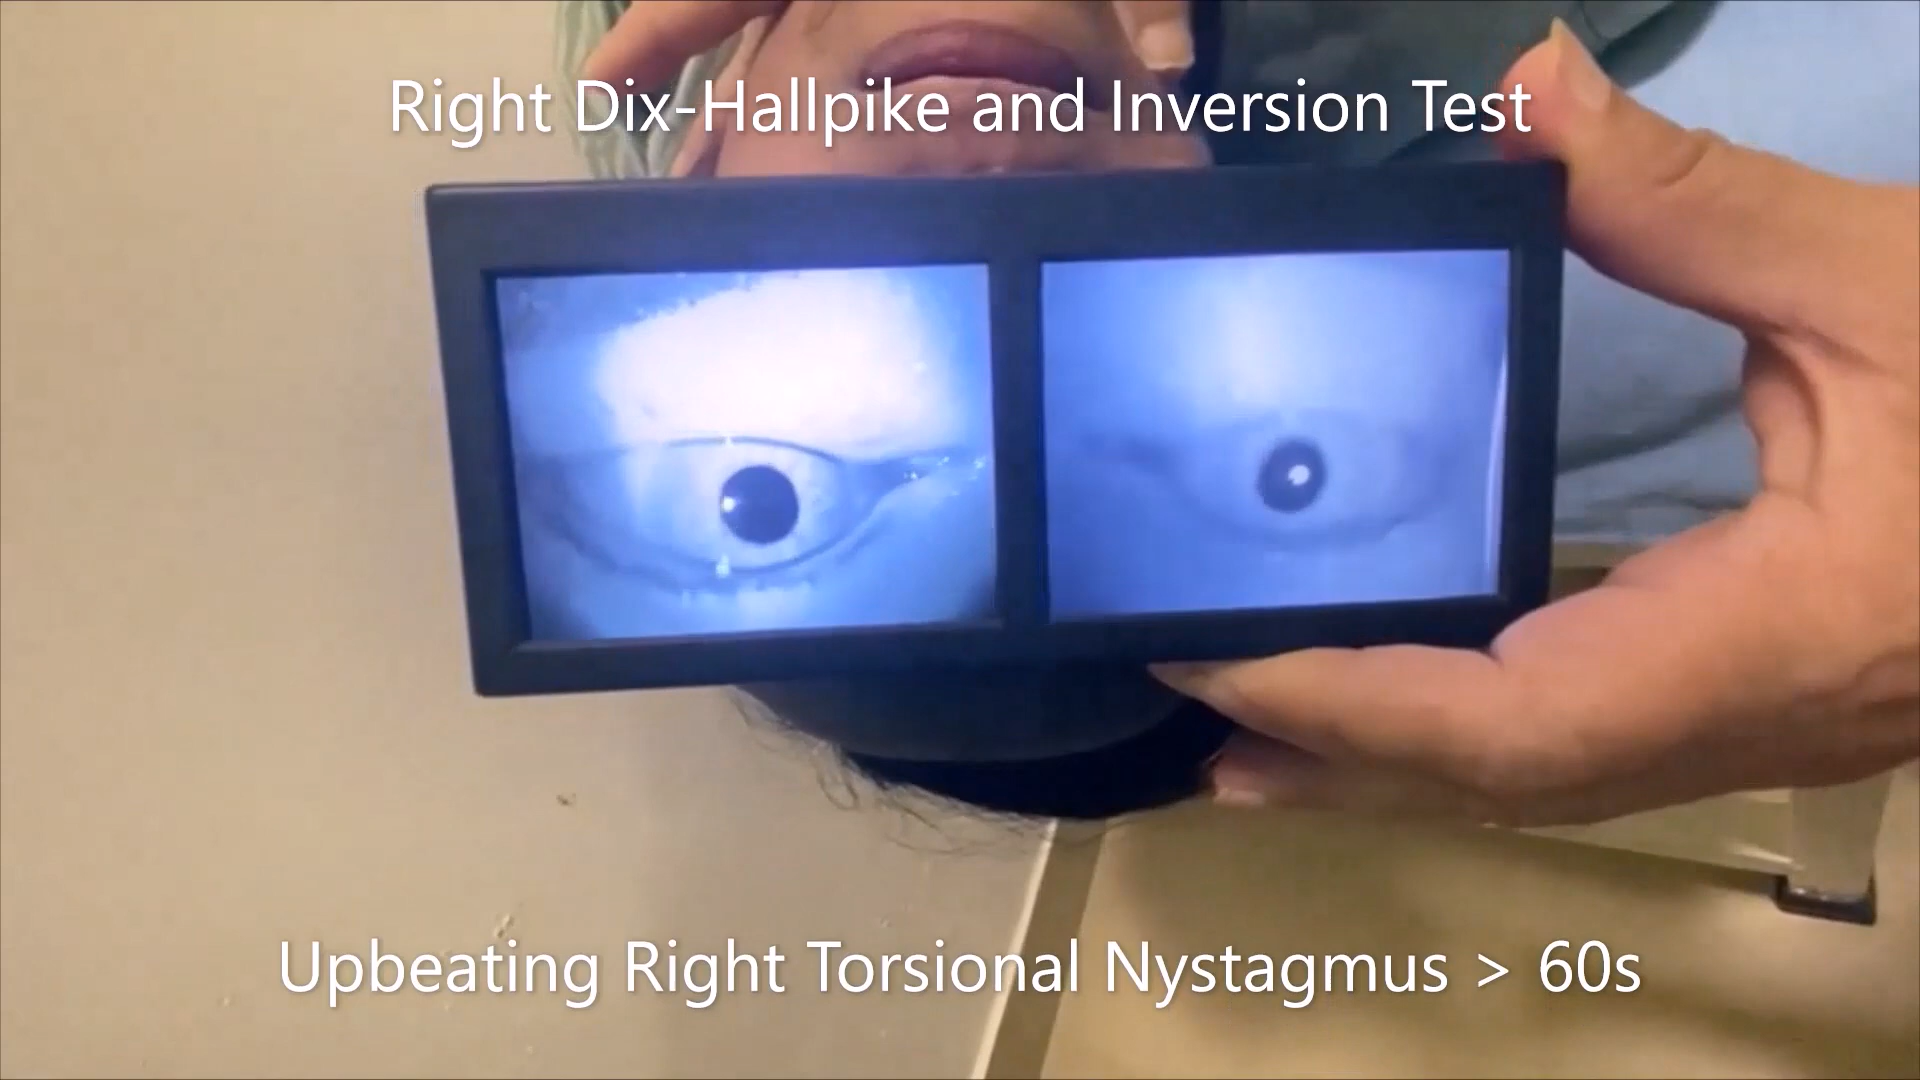 Right Dix-Hallpike and Inversion Test
Upbeating Right Torsional Nystagmus > 60s